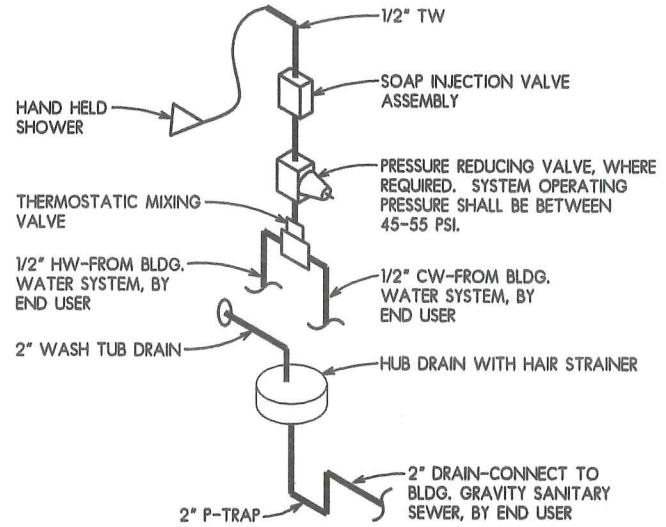 1/2" TW
SOAP INJECTION VALVE
ASSEMBLY
HAND HELD
SHOWER
PRESSURE REDUCING VALVE, WHERE
REQUIRED. SYSTEM OPERATING
PRESSURE SHALL BE BETWEEN
45-55 PSI.
THERMOSTATIC MIXING
VALVE
1/2" HW-FROM BLDG.
WATER SYSTEM, BY
END USER
1/2" CW-FROM BLDG.
WATER SYSTEM, BY
END USER
2" WASH TUB DRAIN
HUB DRAIN WITH HAIR STRAINER
2" DRAIN-CONNECT TO
BLDG. GRAVITY SANITARY
SEWER, BY END USER
2" P-TRAP